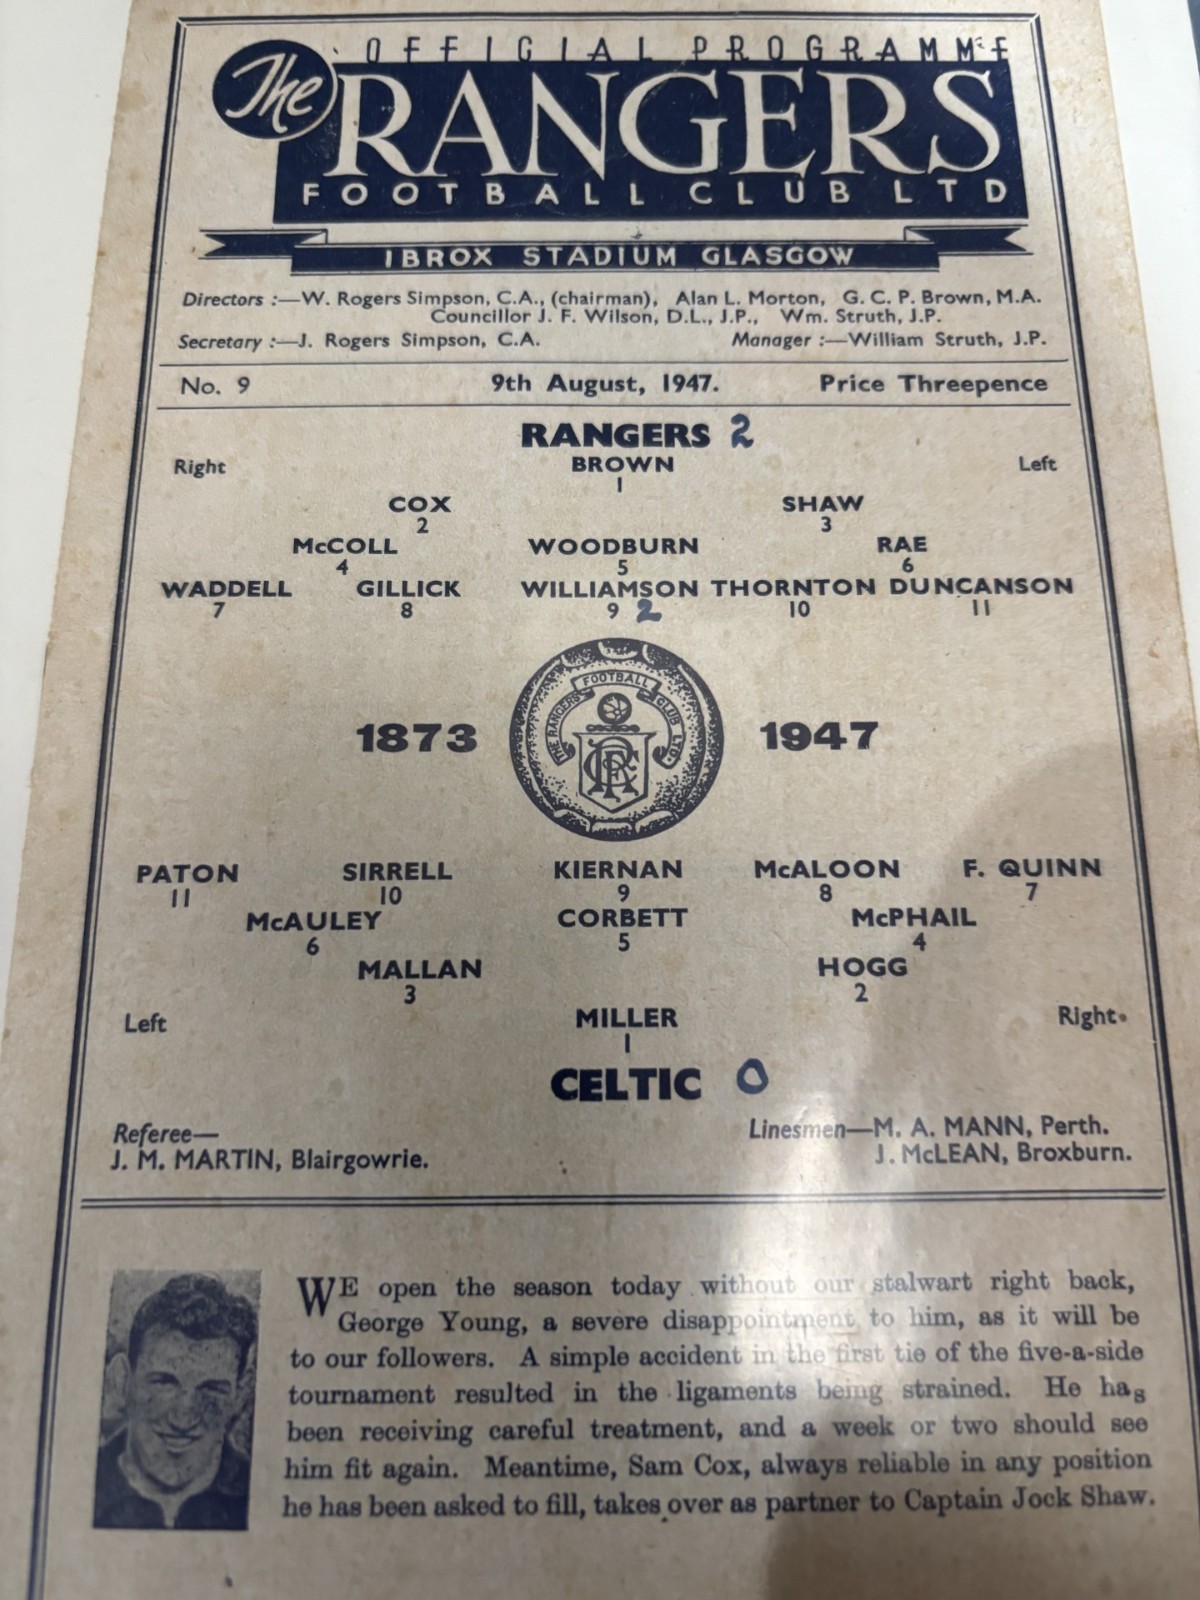 OFFICIAL PROGRAMME
The RANGERS
FOOTBALL CLUB LTD
IBROX STADIUM GLASGOW
Directors :—W. Rogers Simpson, C.A., (chairman), Alan L. Morton, G. C. P. Brown, M.A.
Councillor J. F. Wilson, D.L., J.P., Wm. Struth, J.P.
Secretary :—J. Rogers Simpson, C.A. Manager :—William Struth, J.P.
No. 9 9th August, 1947. Price Threepence
RANGERS 2
Right BROWN Left
1
COX SHAW
2 3
McCOLL WOODBURN RAE
4 5 6
WADDELL GILLICK WILLIAMSON THORNTON DUNCANSON
7 8 9 2 10 11
THE RANGERS FOOTBALL CLUB LTD.
RFC
1873 1947
PATON SIRRELL KIERNAN McALOON F. QUINN
11 10 9 8 7
McAULEY CORBETT McPHAIL
6 5 4
MALLAN HOGG
3 2
Left MILLER Right
1
CELTIC 0
Referee— Linesmen—M. A. MANN, Perth.
J. M. MARTIN, Blairgowrie. J. McLEAN, Broxburn.
WE open the season today without our stalwart right back,
George Young, a severe disappointment to him, as it will be
to our followers. A simple accident in the first tie of the five-a-side
tournament resulted in the ligaments being strained. He has
been receiving careful treatment, and a week or two should see
him fit again. Meantime, Sam Cox, always reliable in any position
he has been asked to fill, takes over as partner to Captain Jock Shaw.